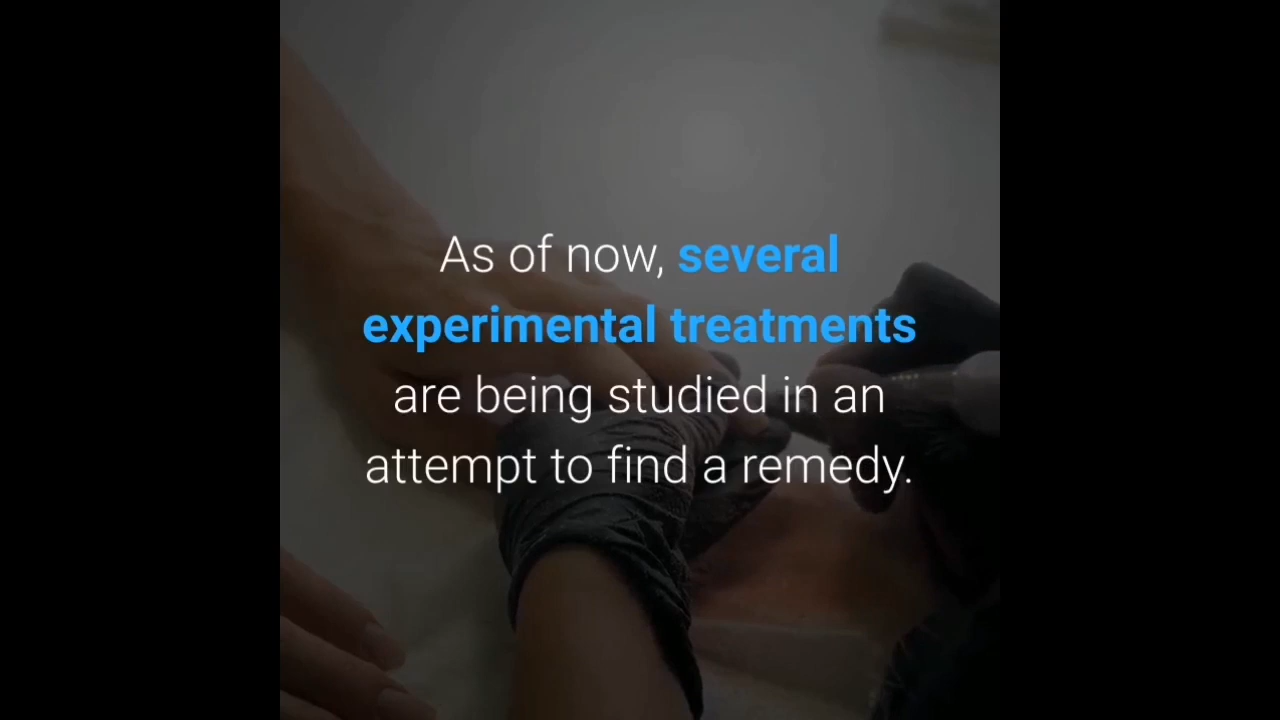 As of now, several
experimental treatments
are being studied in an
attempt to find a remedy.